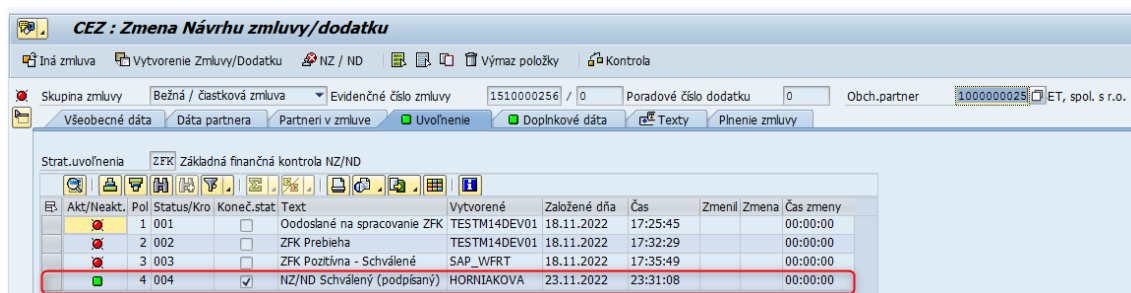 CEZ : Zmena Návrhu zmluvy/dodatku
Iná zmluva Vytvorenie Zmluvy/Dodatku NZ / ND Výmaz položky Kontrola
Skupina zmluvy Bežná / čiastková zmluva Evidenčné číslo zmluvy 1510000256 / 0 Poradové číslo dodatku 0 Obch.partner 1000000025 ET, spol. s r.o.
Všeobecné dáta Dáta partnera Partneri v zmluve Uvoľnenie Doplnkové dáta Texty Plnenie zmluvy
Strat.uvoľnenia ZFK Základná finančná kontrola NZ/ND
Akt/Neakt. Pol Status/Kro Koneč.stat Text Vytvorené Založené dňa Čas Zmenil Zmena Čas zmeny
1 001 Oodoslané na spracovanie ZFK TESTM14DEV01 18.11.2022 17:25:45 00:00:00
2 002 ZFK Prebieha TESTM14DEV01 18.11.2022 17:32:29 00:00:00
3 003 ZFK Pozitívna - Schválené SAP_WFRT 18.11.2022 17:35:49 00:00:00
4 004 NZ/ND Schválený (podpísaný) HORNIAKOVA 23.11.2022 23:31:08 00:00:00